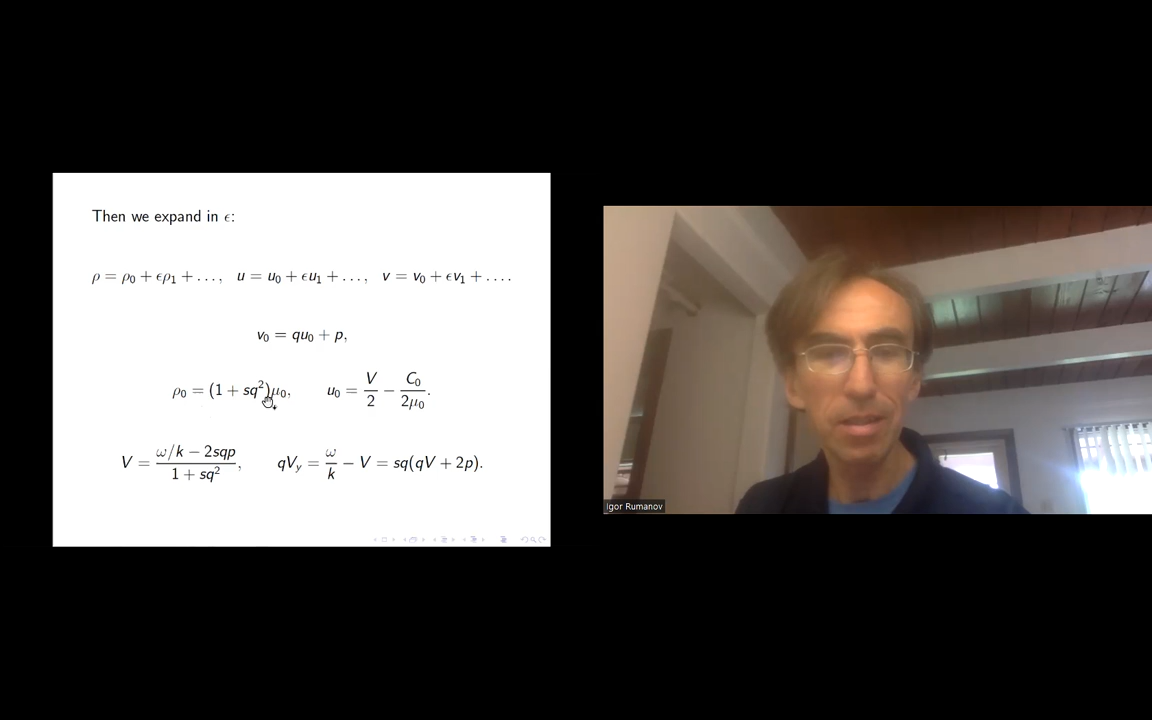 Then we expand in ϵ:
ρ = ρ₀ + ϵρ₁ + . . . , u = u₀ + ϵu₁ + . . . , v = v₀ + ϵv₁ + . . . .
v₀ = qu₀ + p,
ρ₀ = (1 + sq²)μ₀, u₀ = V/2 − C₀/2μ₀.
V = (ω/k − 2sqp)/(1 + sq²), qV_y = ω/k − V = sq(qV + 2p).
Igor Rumanov